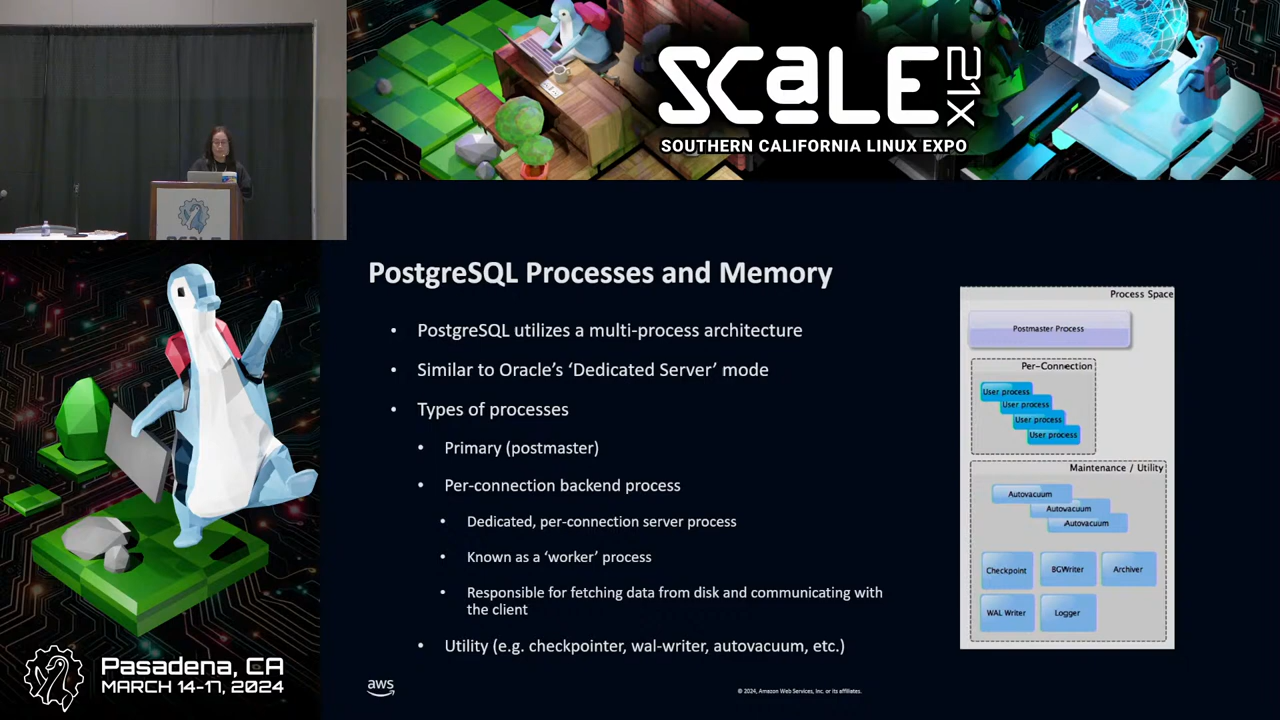 SCaLE 21x
SOUTHERN CALIFORNIA LINUX EXPO
SCALE
PostgreSQL Processes and Memory
• PostgreSQL utilizes a multi-process architecture
• Similar to Oracle's 'Dedicated Server' mode
• Types of processes
• Primary (postmaster)
• Per-connection backend process
• Dedicated, per-connection server process
• Known as a 'worker' process
• Responsible for fetching data from disk and communicating with
the client
• Utility (e.g. checkpointer, wal-writer, autovacuum, etc.)
Process Space
Postmaster Process
Per-Connection
User process
User process
User process
User process
Maintenance / Utility
Autovacuum
Autovacuum
Autovacuum
Checkpoint
BGWriter
Archiver
WAL Writer
Logger
Pasadena, CA
MARCH 14-17, 2024
aws
© 2024, Amazon Web Services, Inc. or its affiliates.